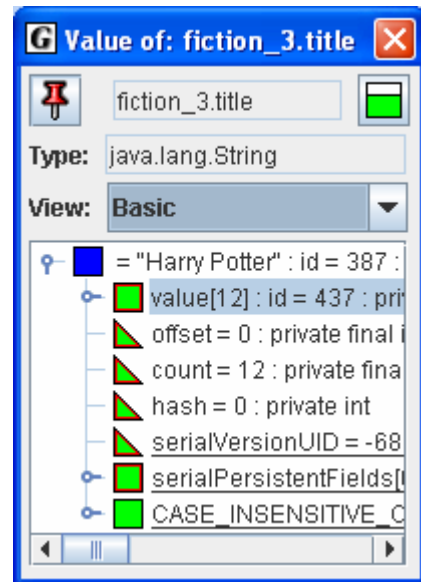 G Value of: fiction_3.title
fiction_3.title
Type: java.lang.String
View: Basic
= "Harry Potter" : id = 387 :
value[12] : id = 437 : pri
offset = 0 : private final i
count = 12 : private fina
hash = 0 : private int
serialVersionUID = -68
serialPersistentFields[
CASE_INSENSITIVE_